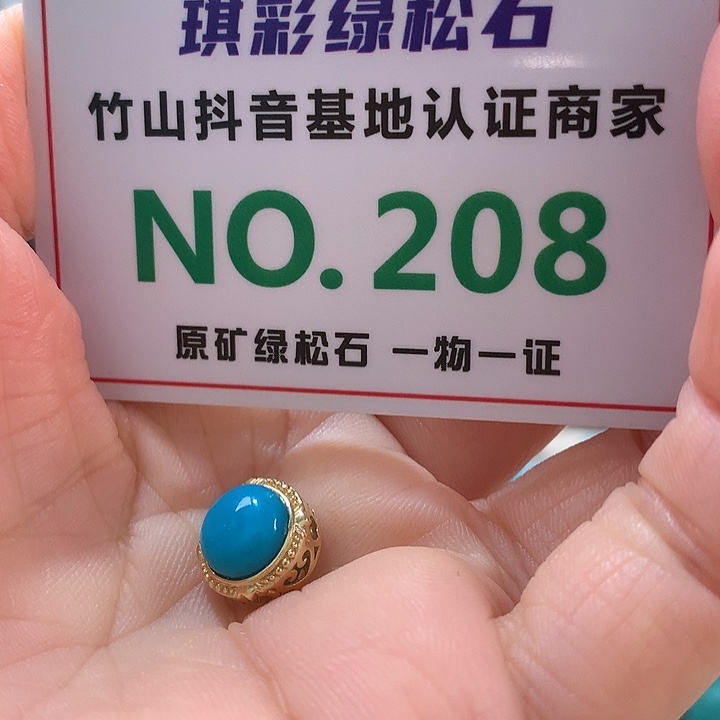 琪彩绿松石
竹山抖音基地认证商家
NO.208
原矿绿松石 一物一证